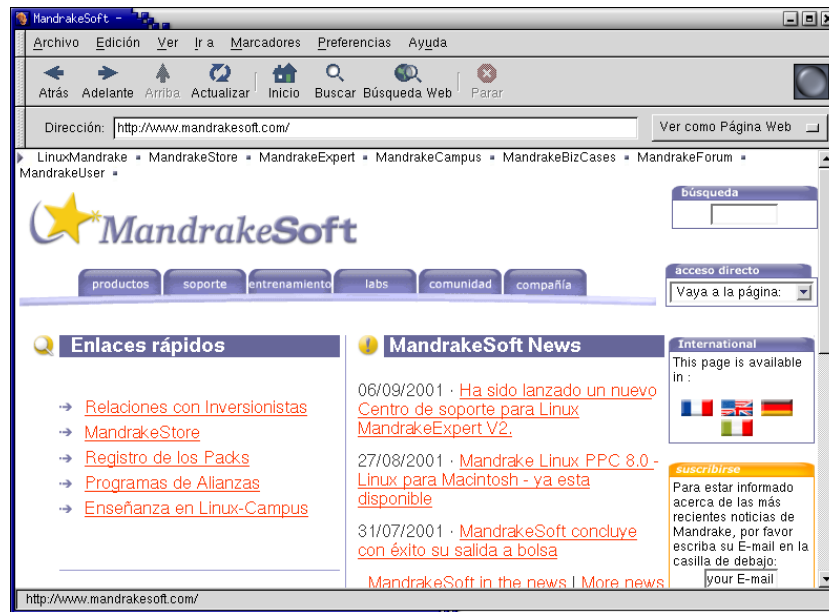 MandrakeSoft -
Archivo Edición Ver Ir a Marcadores Preferencias Ayuda
Atrás Adelante Arriba Actualizar Inicio Buscar Búsqueda Web Parar
Dirección: http://www.mandrakesoft.com/ Ver como Página Web
LinuxMandrake MandrakeStore MandrakeExpert MandrakeCampus MandrakeBizCases MandrakeForum
MandrakeUser
búsqueda
MandrakeSoft
productos soporte entrenamiento labs comunidad compañía
acceso directo
Vaya a la página:
Enlaces rápidos
Relaciones con Inversionistas
MandrakeStore
Registro de los Packs
Programas de Alianzas
Enseñanza en Linux-Campus
MandrakeSoft News
06/09/2001 · Ha sido lanzado un nuevo
Centro de soporte para Linux
MandrakeExpert V2.
27/08/2001 · Mandrake Linux PPC 8.0 -
Linux para Macintosh - ya esta
disponible
31/07/2001 · MandrakeSoft concluye
con éxito su salida a bolsa
MandrakeSoft in the news | More news
International
This page is available
in :
suscribirse
Para estar informado
acerca de las más
recientes noticias de
Mandrake, por favor
escriba su E-mail en la
casilla de debajo:
your E-mail
http://www.mandrakesoft.com/